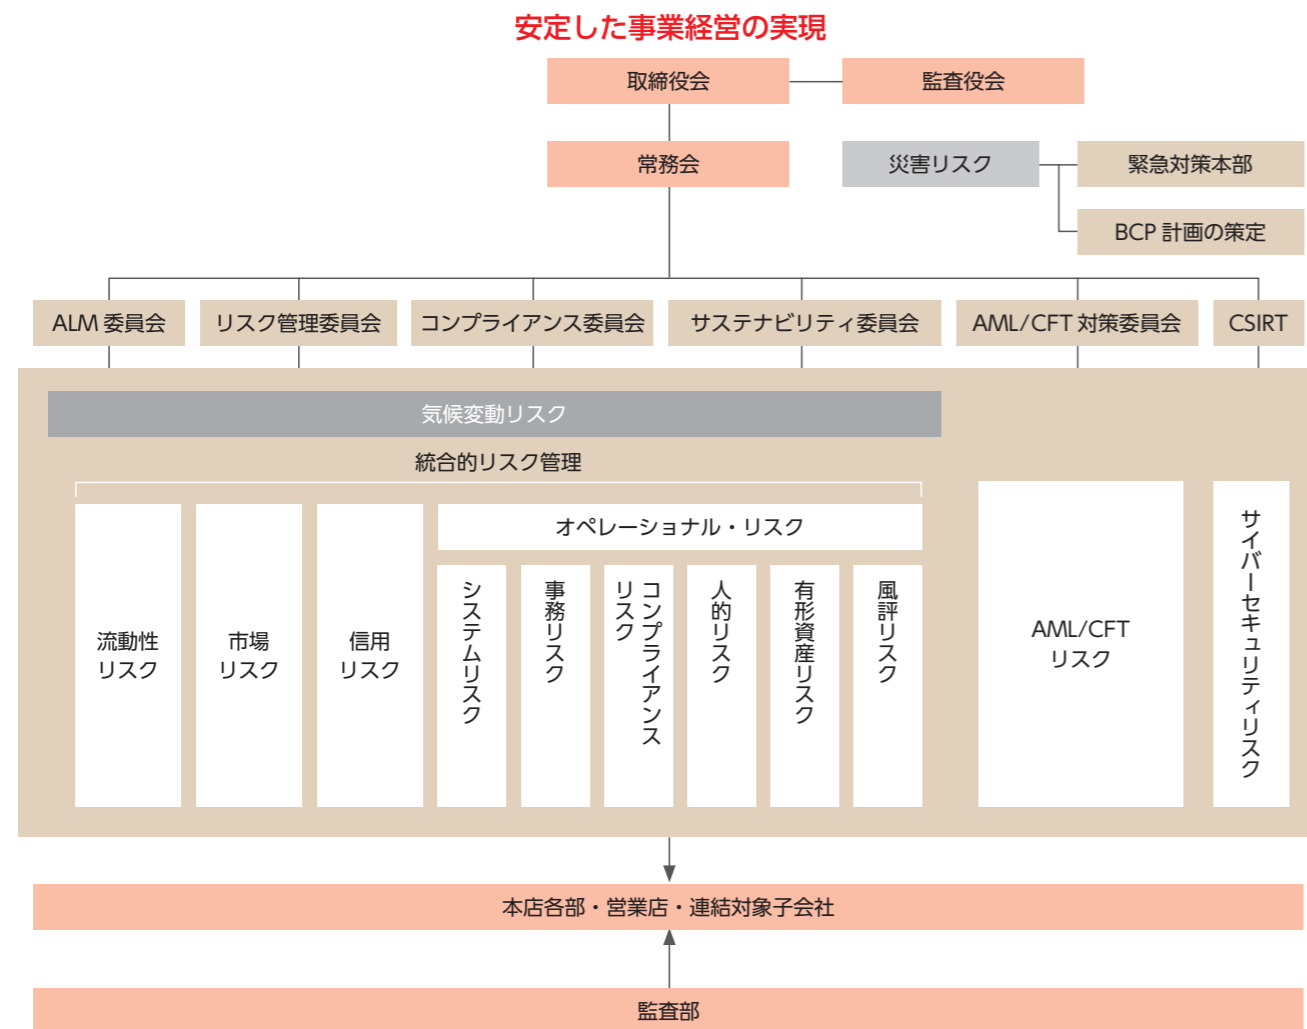 安定した事業経営の実現
取締役会
監査役会
常務会
災害リスク
緊急対策本部
BCP 計画の策定
ALM 委員会
リスク管理委員会
コンプライアンス委員会
サステナビリティ委員会
AML/CFT 対策委員会
CSIRT
気候変動リスク
統合的リスク管理
流動性
リスク
市場
リスク
信用
リスク
オペレーショナル・リスク
システムリスク
事務リスク
コンプライアンス
リスク
人的リスク
有形資産リスク
風評リスク
AML/CFT
リスク
サイバーセキュリティリスク
本店各部・営業店・連結対象子会社
監査部